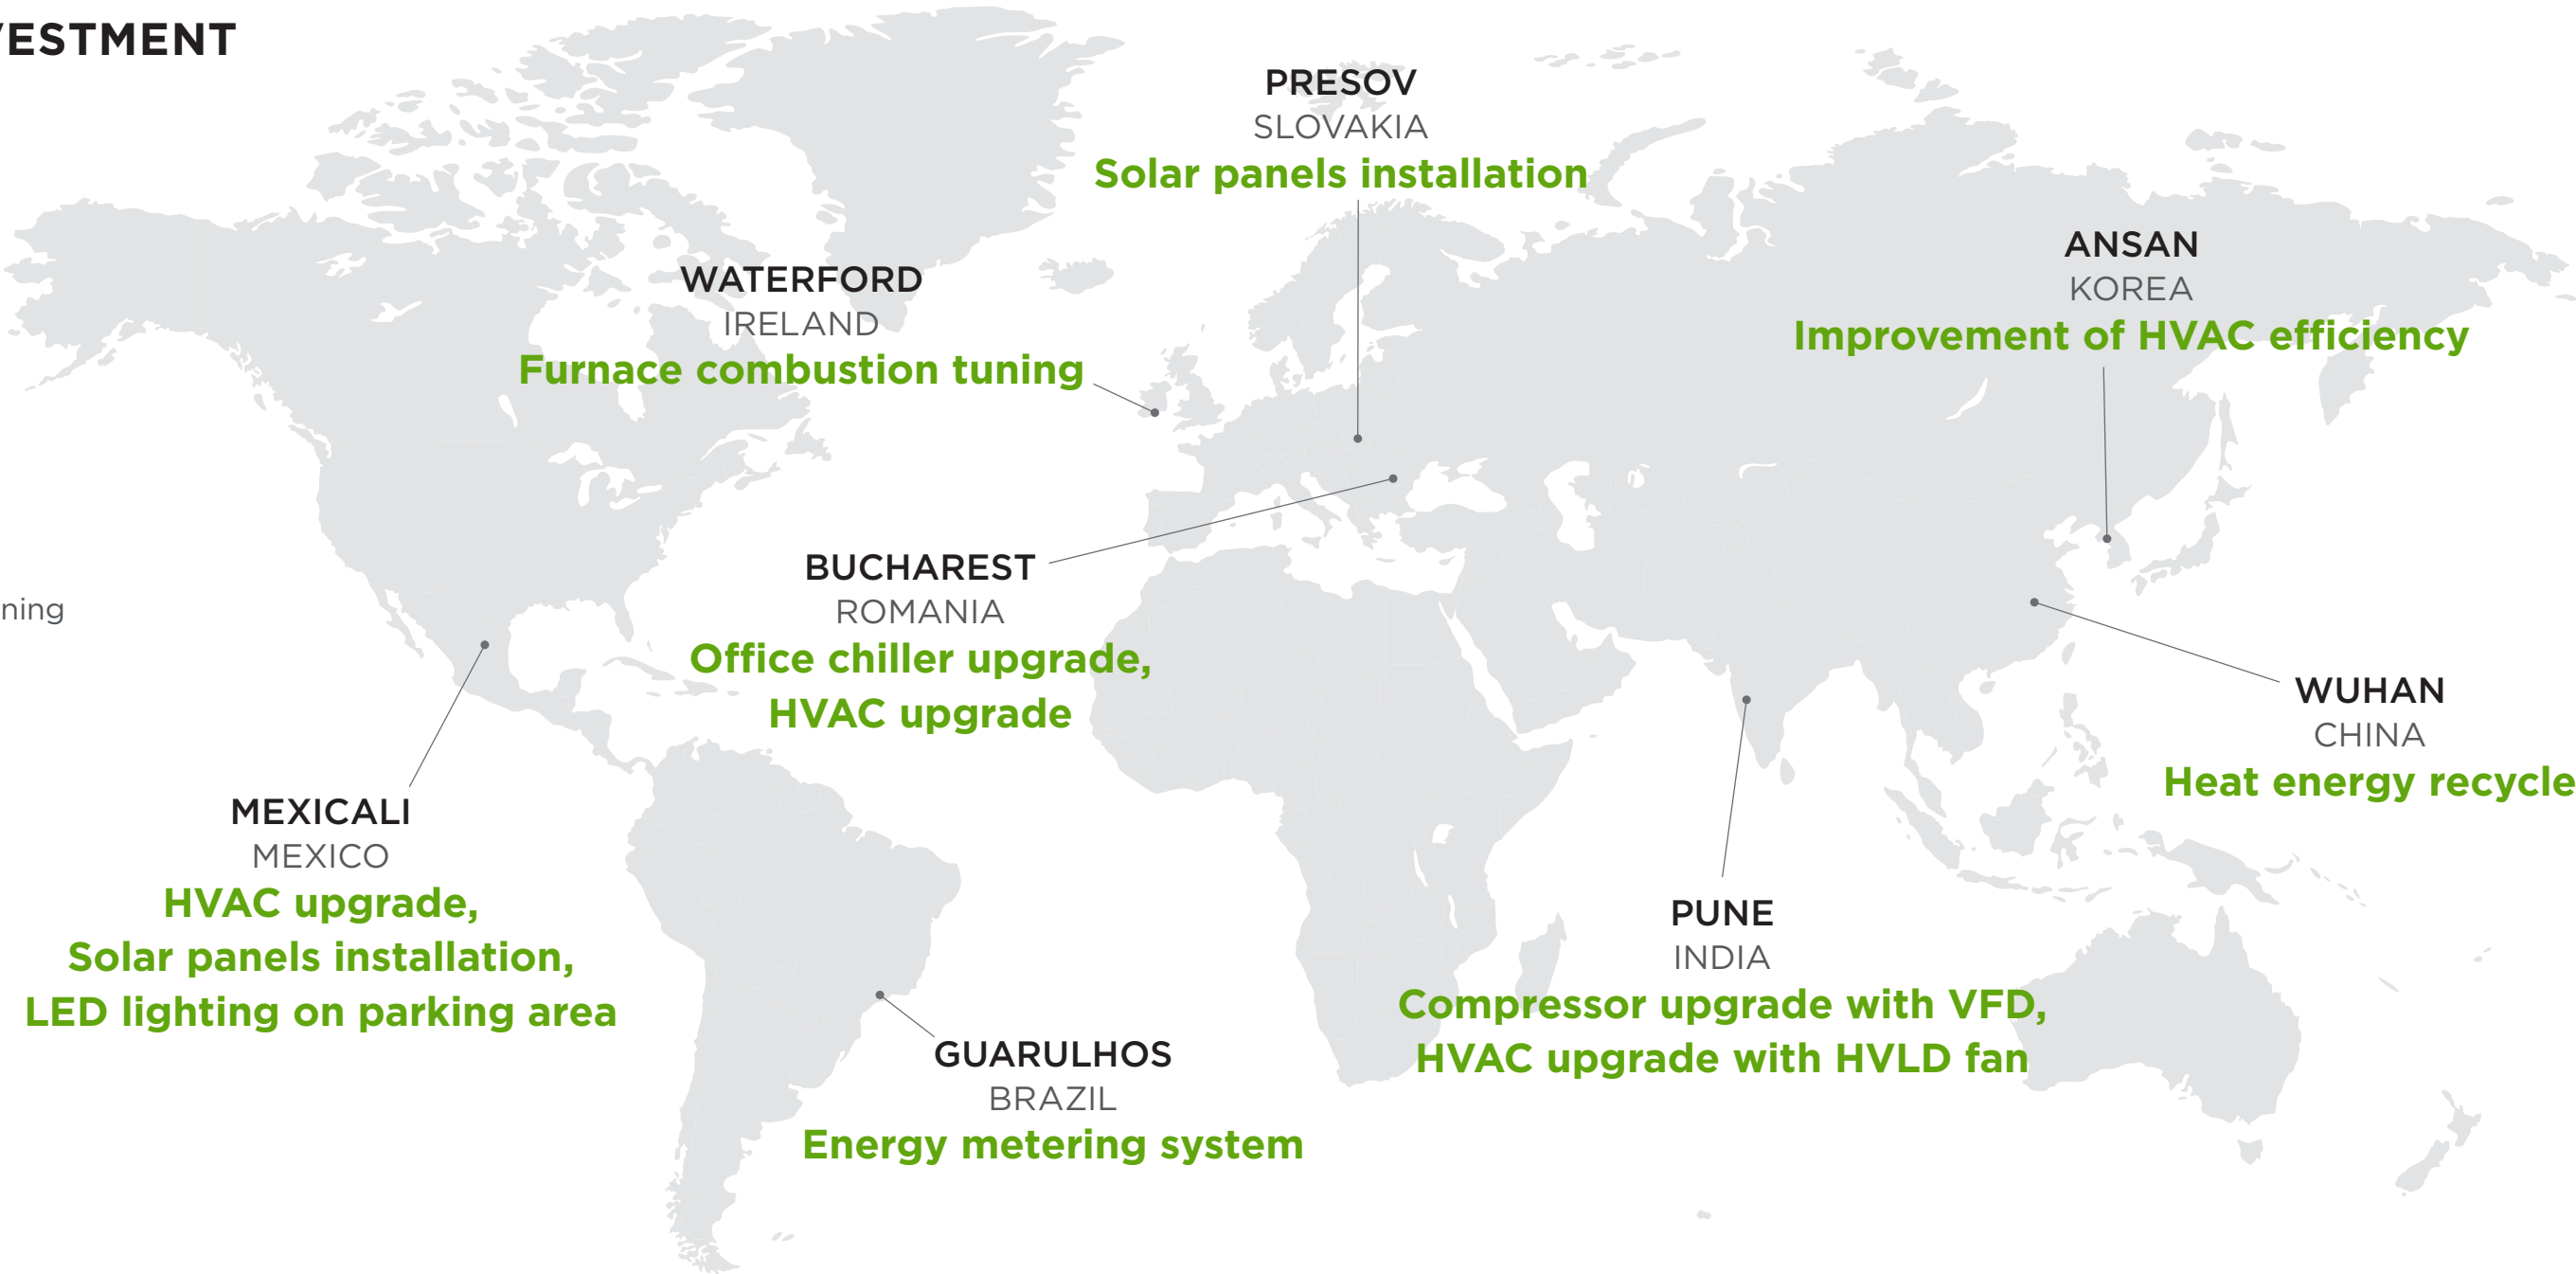 VESTMENT
PRESOV
SLOVAKIA
Solar panels installation
ANSAN
KOREA
Improvement of HVAC efficiency
WATERFORD
IRELAND
Furnace combustion tuning
BUCHAREST
ROMANIA
Office chiller upgrade,
HVAC upgrade
ning
WUHAN
CHINA
Heat energy recycle
MEXICALI
MEXICO
HVAC upgrade,
Solar panels installation,
LED lighting on parking area
PUNE
INDIA
Compressor upgrade with VFD,
HVAC upgrade with HVLD fan
GUARULHOS
BRAZIL
Energy metering system